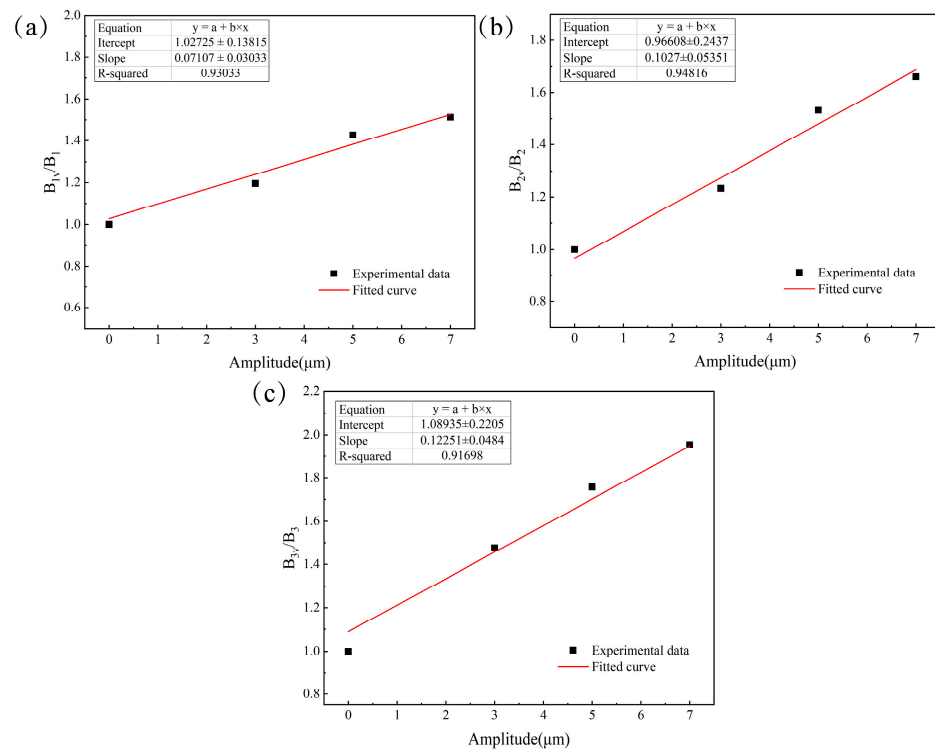 (a)
Equation y = a + b×x
Itercept 1.02725 ± 0.13815
Slope 0.07107 ± 0.03033
R-squared 0.93033
2.0
1.8
1.6
1.4
1.2
1.0
0.8
0.6
B1v/B1
Experimental data
Fitted curve
0 1 2 3 4 5 6 7
Amplitude(μm)
(b)
Equation y = a + b×x
Intercept 0.96608±0.2437
Slope 0.1027±0.05351
R-squared 0.94816
1.8
1.6
1.4
1.2
1.0
0.8
B2v/B2
Experimental data
Fitted curve
0 1 2 3 4 5 6 7
Amplitude(μm)
(c)
Equation y = a + b×x
Intercept 1.08935±0.2205
Slope 0.12251±0.0484
R-squared 0.91698
2.2
2.0
1.8
1.6
1.4
1.2
1.0
0.8
B3v/B3
Experimental data
Fitted curve
0 1 2 3 4 5 6 7
Amplitude(μm)